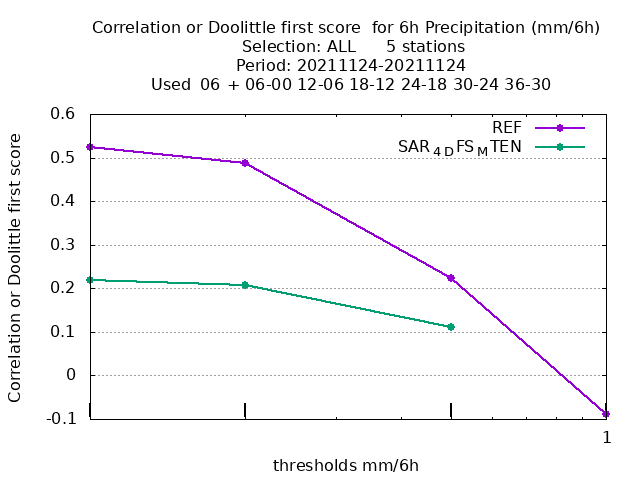 Correlation or Doolittle first score  for 6h Precipitation (mm/6h)
Selection: ALL      5 stations
Period: 20211124-20211124
Used  06  + 06-00 12-06 18-12 24-18 30-24 36-30
REF
SAR4DFSMTEN
Correlation or Doolittle first score
0.6
0.5
0.4
0.3
0.2
0.1
0
-0.1
1
thresholds mm/6h